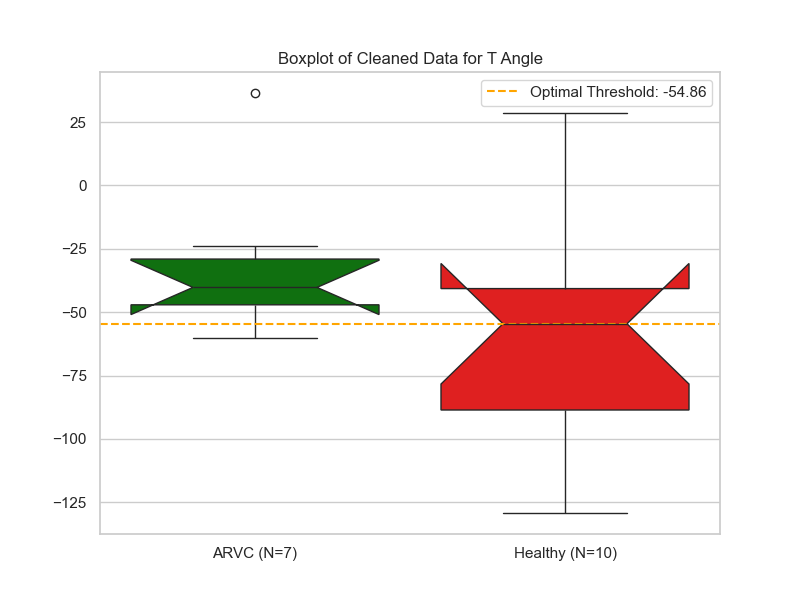 Boxplot of Cleaned Data for T Angle
Optimal Threshold: -54.86
25
0
−25
−50
−75
−100
−125
ARVC (N=7)
Healthy (N=10)